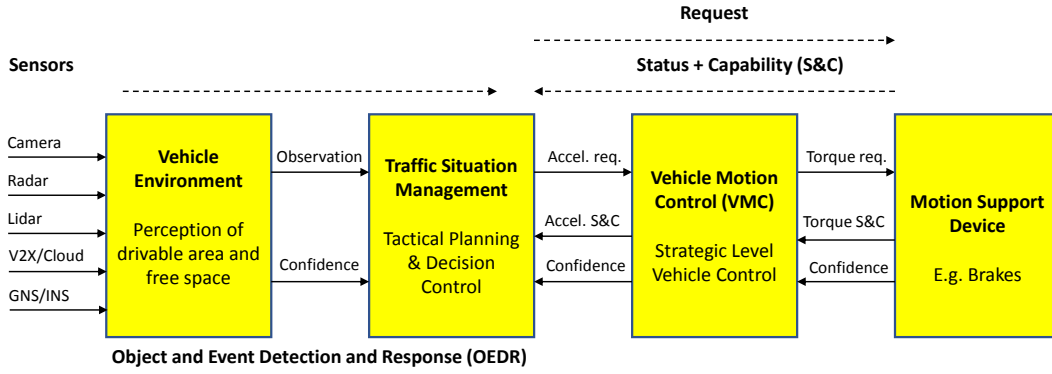 Request
Sensors
Status + Capability (S&C)
Camera
Radar
Lidar
V2X/Cloud
GNS/INS
Vehicle
Environment
Perception of
drivable area and
free space
Observation
Confidence
Traffic Situation
Management
Tactical Planning
& Decision
Control
Accel. req.
Accel. S&C
Confidence
Vehicle Motion
Control (VMC)
Strategic Level
Vehicle Control
Torque req.
Torque S&C
Confidence
Motion Support
Device
E.g. Brakes
Object and Event Detection and Response (OEDR)